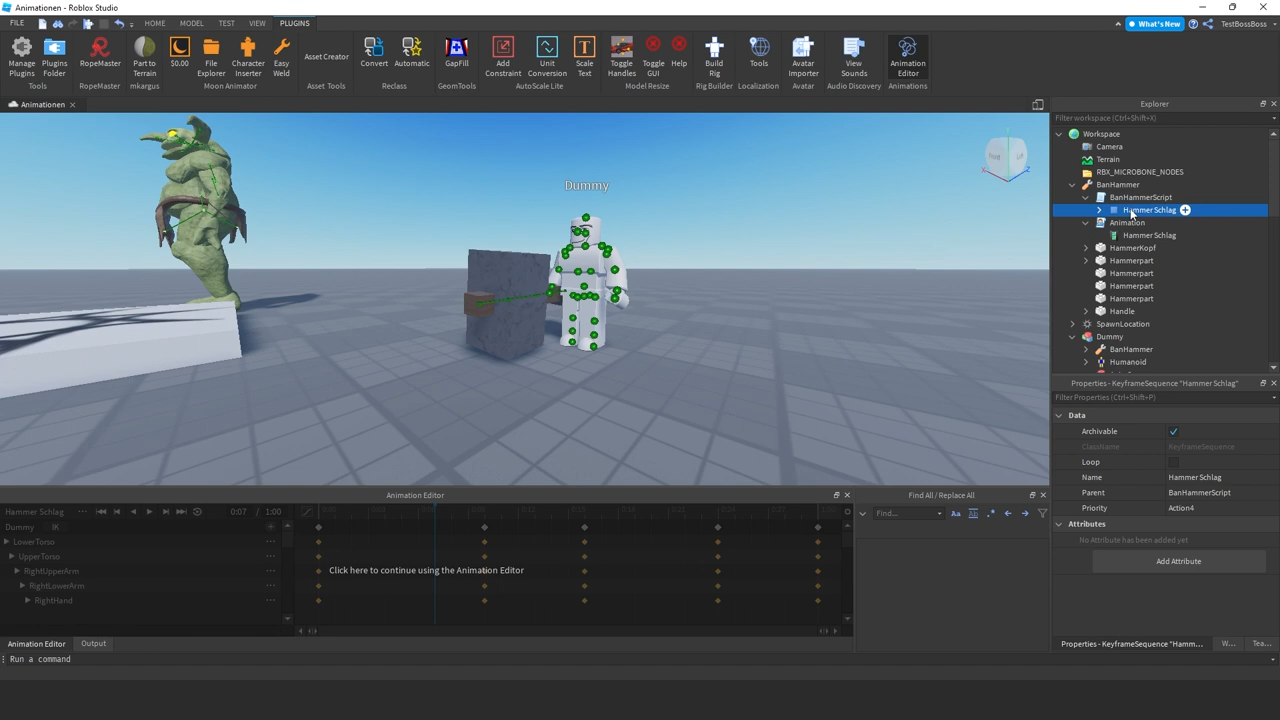 Animationen - Roblox Studio
FILE HOME MODEL TEST VIEW PLUGINS What's New TestBossBoss
Manage Plugins
Plugins Folder
RopeMaster
Part to Terrain
$0.00
File Explorer
Character Inserter
Easy Weld
Asset Creator
Convert
Automatic
GapFill
Add Constraint
Unit Conversion
Scale Text
Toggle Handles
Toggle GUI
Help
Build Rig
Tools
Avatar Importer
View Sounds
Animation Editor
Tools RopeMaster mkargus Moon Animator Asset Tools Reclass GeomTools AutoScale Lite Model Resize Rig Builder Localization Avatar Audio Discovery Animations
Animationen
Dummy
Explorer
Filter workspace (Ctrl+Shift+X)
Workspace
Camera
Terrain
RBX_MICROBONE_NODES
BanHammer
BanHammerScript
Hammer Schlag
Animation
Hammer Schlag
HammerKopf
Hammerpart
Hammerpart
Hammerpart
Hammerpart
Handle
SpawnLocation
Dummy
BanHammer
Humanoid
Properties - KeyframeSequence "Hammer Schlag"
Filter Properties (Ctrl+Shift+P)
Data
Archivable
ClassName KeyframeSequence
Loop
Name Hammer Schlag
Parent BanHammerScript
Priority Action4
Attributes
No Attribute has been added yet
Add Attribute
Animation Editor
Hammer Schlag 0:07 / 1:00
Dummy IK
LowerTorso
UpperTorso
RightUpperArm
RightLowerArm
RightHand
Click here to continue using the Animation Editor
Find All / Replace All
Find...
Animation Editor Output
Properties - KeyframeSequence "Hamm... W... Tea...
Run a command